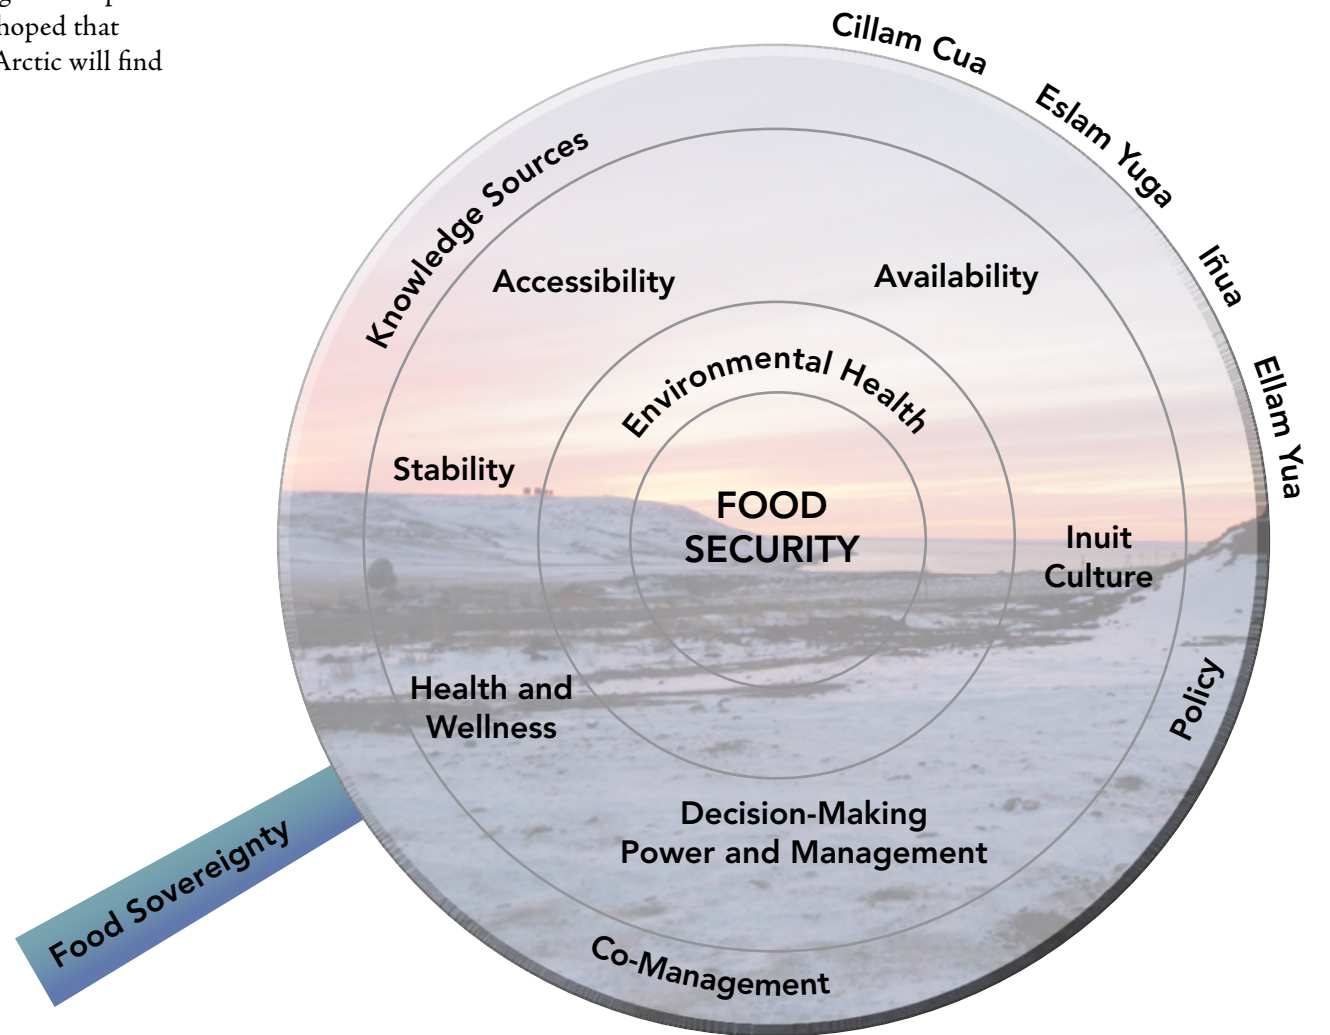 hoped that
Arctic will find
Cillam Cua
Eslam Yuga
Iñua
Ellam Yua
Knowledge Sources
Accessibility
Availability
Environmental Health
Stability
FOOD
SECURITY
Inuit
Culture
Health and
Wellness
Policy
Decision-Making
Power and Management
Food Sovereignty
Co-Management